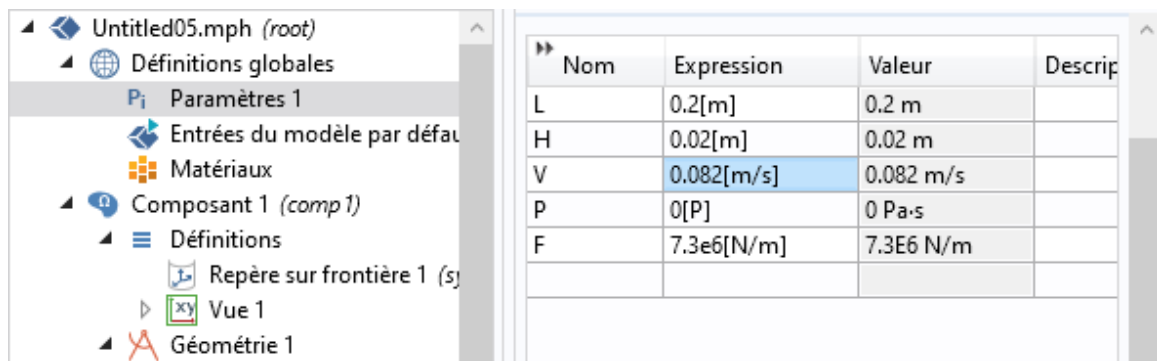 Untitled05.mph (root)
Définitions globales
Pi Paramètres 1
Entrées du modèle par défau
Matériaux
Composant 1 (comp1)
Définitions
Repère sur frontière 1 (sy
xy Vue 1
Géométrie 1
Nom Expression Valeur Descrip
L 0.2[m] 0.2 m
H 0.02[m] 0.02 m
V 0.082[m/s] 0.082 m/s
P 0[P] 0 Pa·s
F 7.3e6[N/m] 7.3E6 N/m